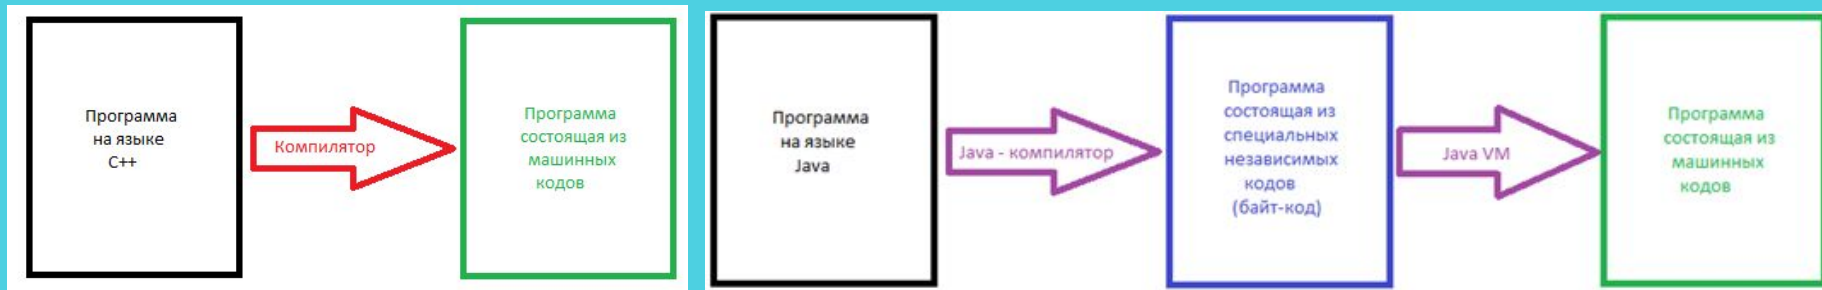 Программа
на языке
C++
Компилятор
Программа
состоящая из
машинных
кодов
Программа
на языке
Java
Java - компилятор
Программа
состоящая из
специальных
независимых
кодов
(байт-код)
Java VM
Программа
состоящая из
машинных
кодов